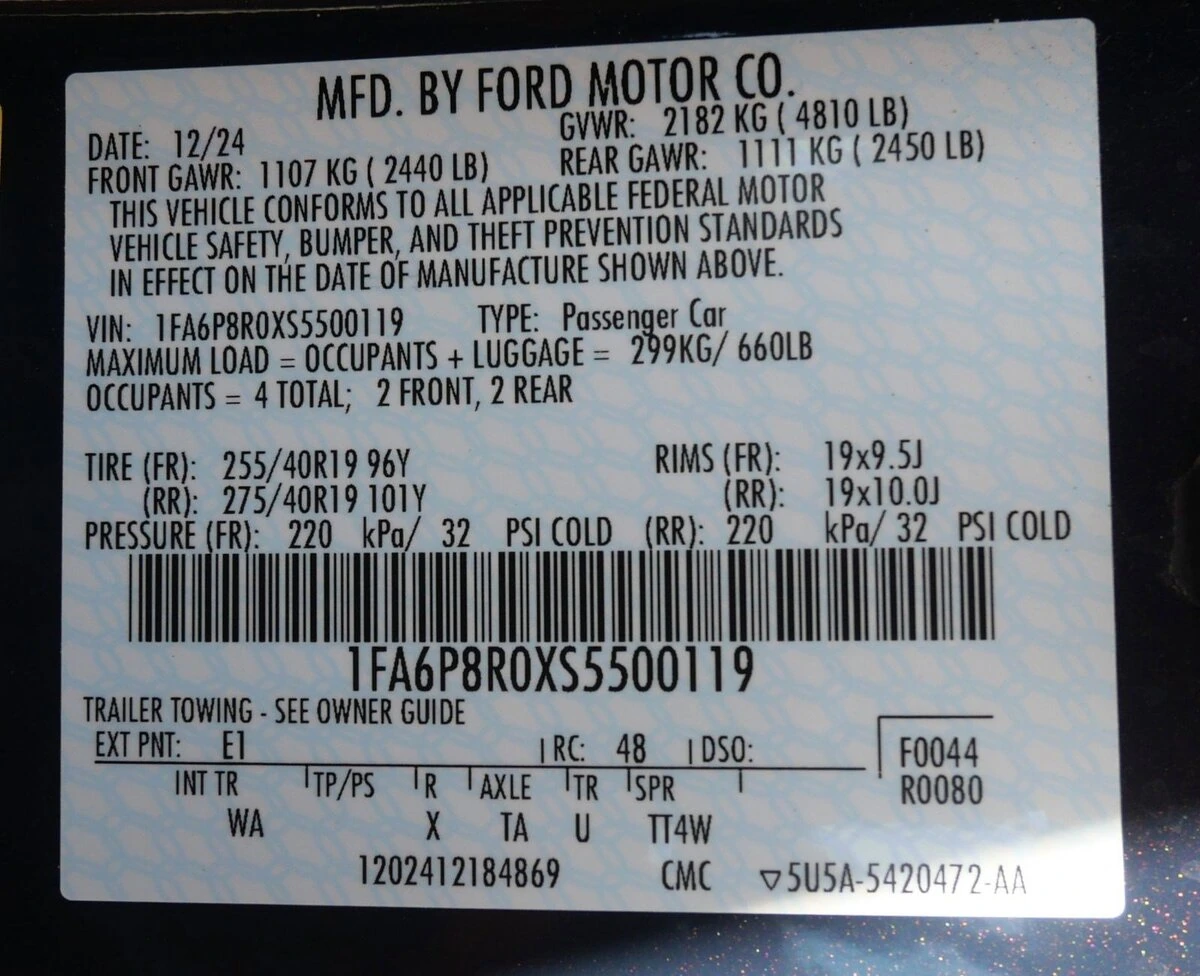 MFD. BY FORD MOTOR CO.
DATE: 12/24 GVWR: 2182 KG ( 4810 LB)
FRONT GAWR: 1107 KG ( 2440 LB) REAR GAWR: 1111 KG ( 2450 LB)
THIS VEHICLE CONFORMS TO ALL APPLICABLE FEDERAL MOTOR
VEHICLE SAFETY, BUMPER, AND THEFT PREVENTION STANDARDS
IN EFFECT ON THE DATE OF MANUFACTURE SHOWN ABOVE.
VIN: 1FA6P8R0XS5500119 TYPE: Passenger Car
MAXIMUM LOAD = OCCUPANTS + LUGGAGE = 299KG/ 660LB
OCCUPANTS = 4 TOTAL; 2 FRONT, 2 REAR
TIRE (FR): 255/40R19 96Y RIMS (FR): 19x9.5J
(RR): 275/40R19 101Y (RR): 19x10.0J
PRESSURE (FR): 220 kPa/ 32 PSI COLD (RR): 220 kPa/ 32 PSI COLD
1FA6P8R0XS5500119
TRAILER TOWING - SEE OWNER GUIDE
EXT PNT: E1 RC: 48 DSO: F0044
INT TR TP/PS R AXLE TR SPR R0080
WA X TA U TT4W
1202412184869 CMC ▽5U5A-5420472-AA